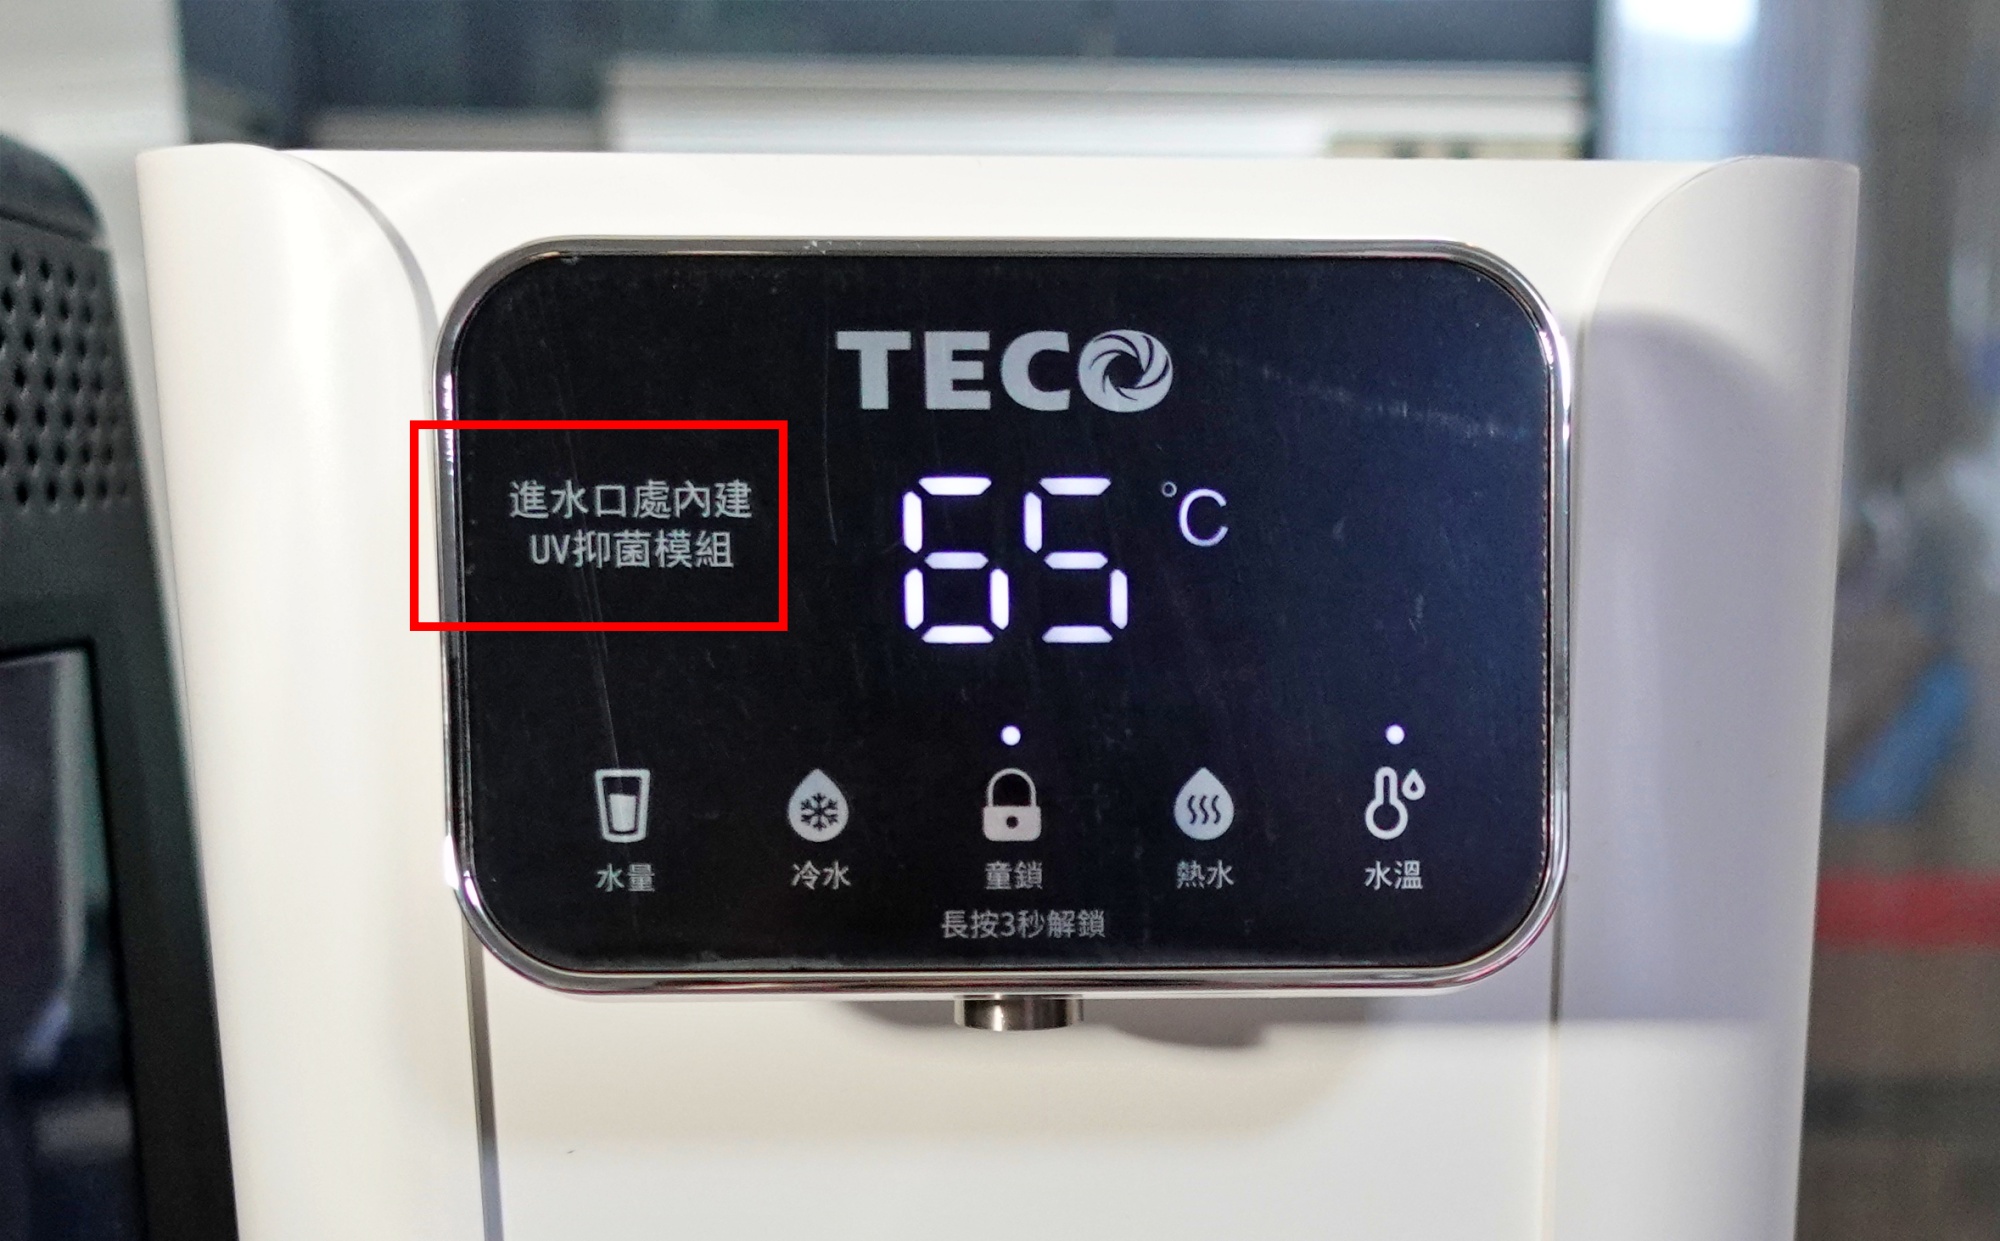 TECO
進水口處內建
UV抑菌模組
65 °C
水量
冷水
童鎖
熱水
水溫
長按3秒解鎖